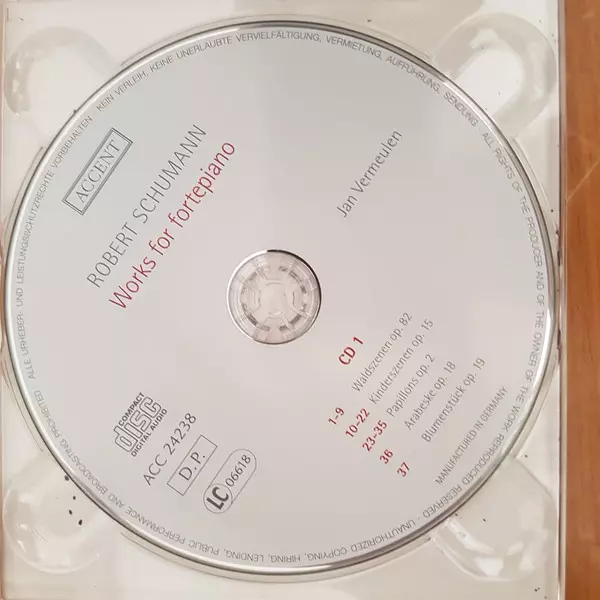 ACCENT
ROBERT SCHUMANN
Works for fortepiano
Jan Vermeulen
CD 1
1-9 Waldszenen op. 82
10-22 Kinderszenen op. 15
23-35 Papillons op. 2
36 Arabeske op. 18
37 Blumenstück op. 19
COMPACT
disc
DIGITAL AUDIO
ACC 24238
D.P.
LC 06618
MANUFACTURED IN GERMANY
ALLE URHEBER- UND LEISTUNGSSCHUTZRECHTE VORBEHALTEN · KEIN VERLEIH, KEINE UNERLAUBTE VERVIELFÄLTIGUNG, VERMIETUNG, AUFFÜHRUNG, SENDUNG · ALL RIGHTS OF THE PRODUCER AND OF THE OWNER OF THE WORK REPRODUCED RESERVED · UNAUTHORIZED COPYING, HIRING, LENDING, PUBLIC PERFORMANCE AND BROADCASTING PROHIBITED